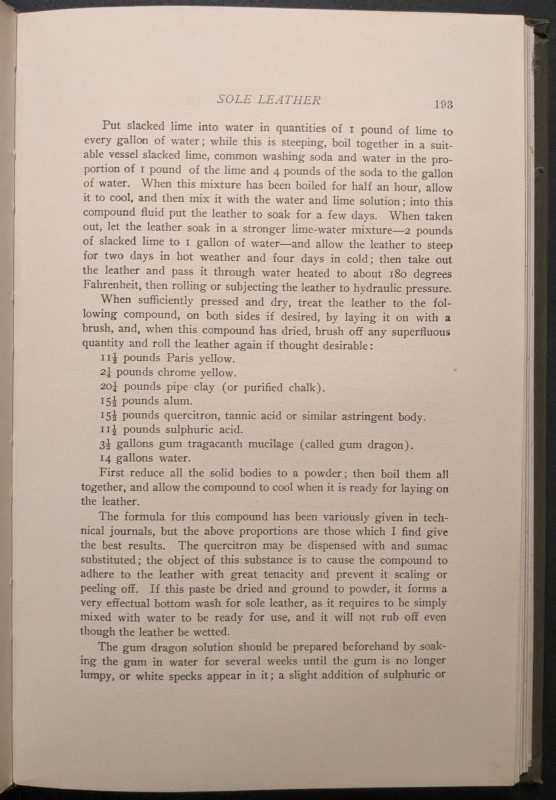 SOLE LEATHER 193
Put slacked lime into water in quantities of 1 pound of lime to
every gallon of water; while this is steeping, boil together in a suit-
able vessel slacked lime, common washing soda and water in the pro-
portion of 1 pound of the lime and 4 pounds of the soda to the gallon
of water. When this mixture has been boiled for half an hour, allow
it to cool, and then mix it with the water and lime solution; into this
compound fluid put the leather to soak for a few days. When taken
out, let the leather soak in a stronger lime-water mixture—2 pounds
of slacked lime to 1 gallon of water—and allow the leather to steep
for two days in hot weather and four days in cold; then take out
the leather and pass it through water heated to about 180 degrees
Fahrenheit, then rolling or subjecting the leather to hydraulic pressure.
When sufficiently pressed and dry, treat the leather to the fol-
lowing compound, on both sides if desired, by laying it on with a
brush, and, when this compound has dried, brush off any superfluous
quantity and roll the leather again if thought desirable:
11½ pounds Paris yellow.
pounds chrome yellow.
pounds pipe clay (or purified chalk).
15½ pounds alum.
15½ pounds quercitron, tannic acid or similar astringent body.
11½ pounds sulphuric acid.
3½ gallons gum tragacanth mucilage (called gum dragon).
14 gallons water.
First reduce all the solid bodies to a powder; then boil them all
together, and allow the compound to cool when it is ready for laying on
the leather.
The formula for this compound has been variously given in tech-
nical journals, but the above proportions are those which I find give
the best results. The quercitron may be dispensed with and sumac
substituted; the object of this substance is to cause the compound to
adhere to the leather with great tenacity and prevent it scaling or
peeling off. If this paste be dried and ground to powder, it forms a
very effectual bottom wash for sole leather, as it requires to be simply
mixed with water to be ready for use, and it will not rub off even
though the leather be wetted.
The gum dragon solution should be prepared beforehand by soak-
ing the gum in water for several weeks until the gum is no longer
lumpy, or white specks appear in it; a slight addition of sulphuric or